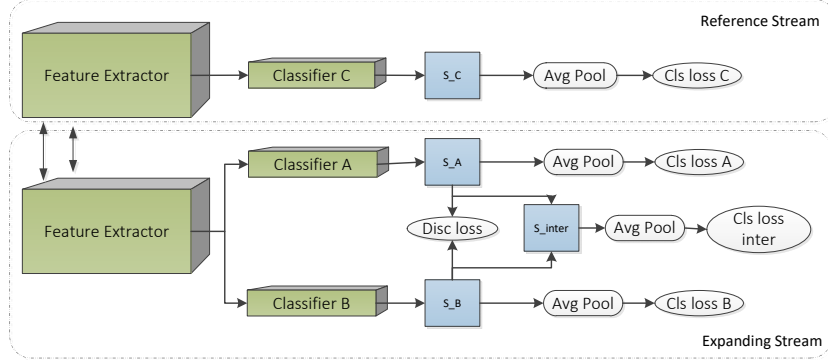 Reference Stream
Feature Extractor
Classifier C
S_C
Avg Pool
Cls loss C
Classifier A
S_A
Avg Pool
Cls loss A
Feature Extractor
Disc loss
S_inter
Avg Pool
Cls loss
inter
Classifier B
S_B
Avg Pool
Cls loss B
Expanding Stream